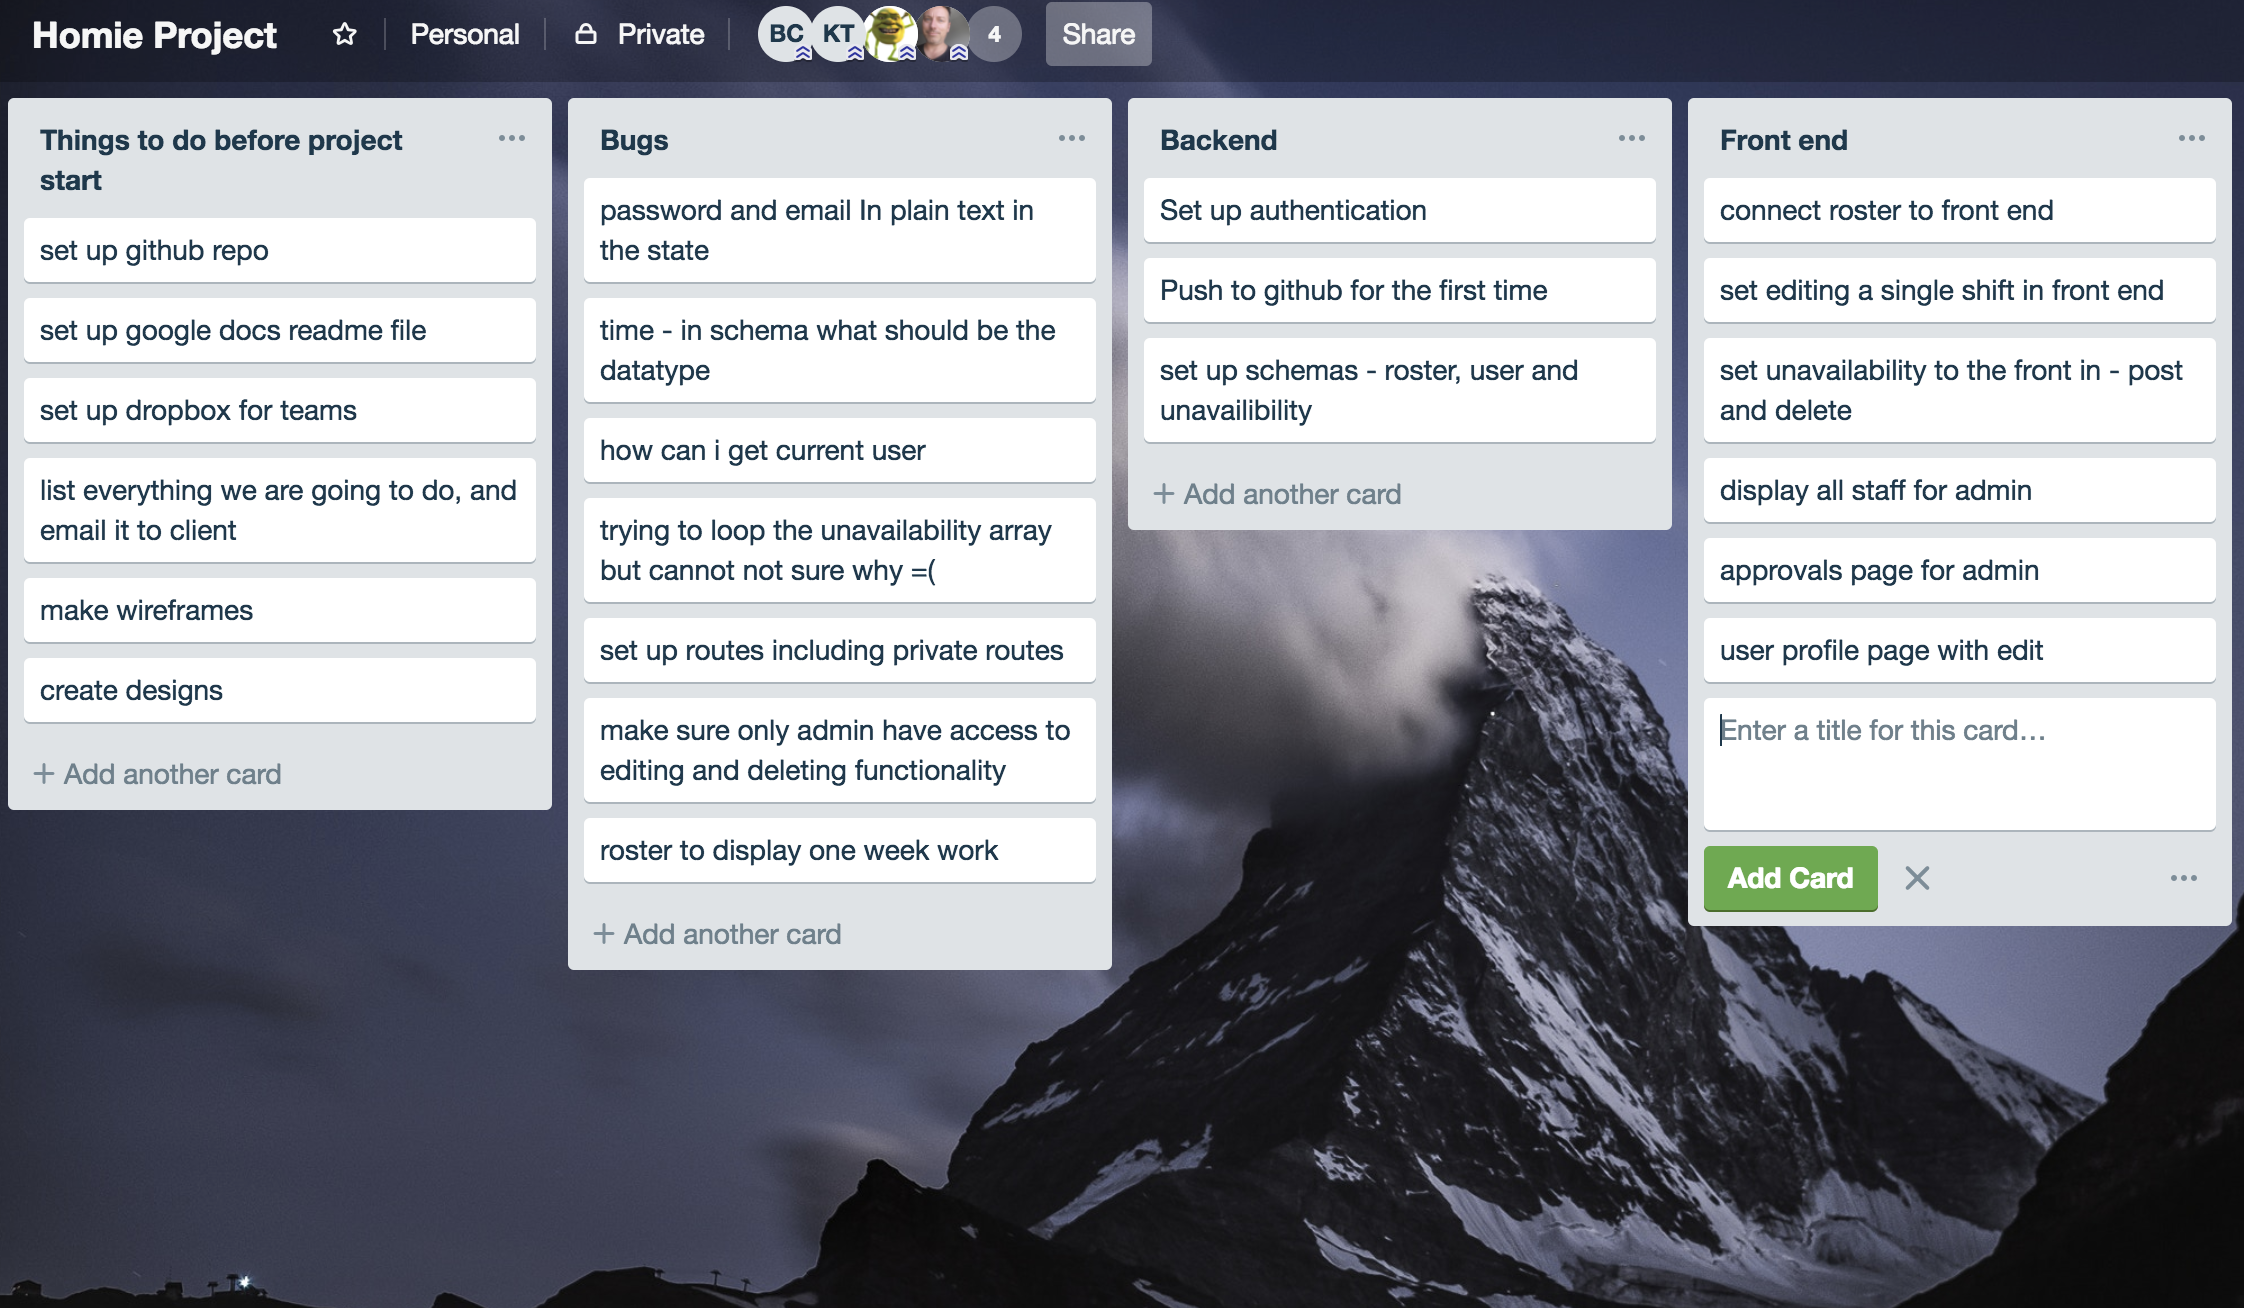 Homie Project
Personal
Private
BC
KT
4
Share
Things to do before project
start
set up github repo
set up google docs readme file
set up dropbox for teams
list everything we are going to do, and
email it to client
make wireframes
create designs
+ Add another card
Bugs
password and email In plain text in
the state
time - in schema what should be the
datatype
how can i get current user
trying to loop the unavailability array
but cannot not sure why =(
set up routes including private routes
make sure only admin have access to
editing and deleting functionality
roster to display one week work
+ Add another card
Backend
Set up authentication
Push to github for the first time
set up schemas - roster, user and
unavailibility
+ Add another card
Front end
connect roster to front end
set editing a single shift in front end
set unavailability to the front in - post
and delete
display all staff for admin
approvals page for admin
user profile page with edit
Enter a title for this card...
Add Card